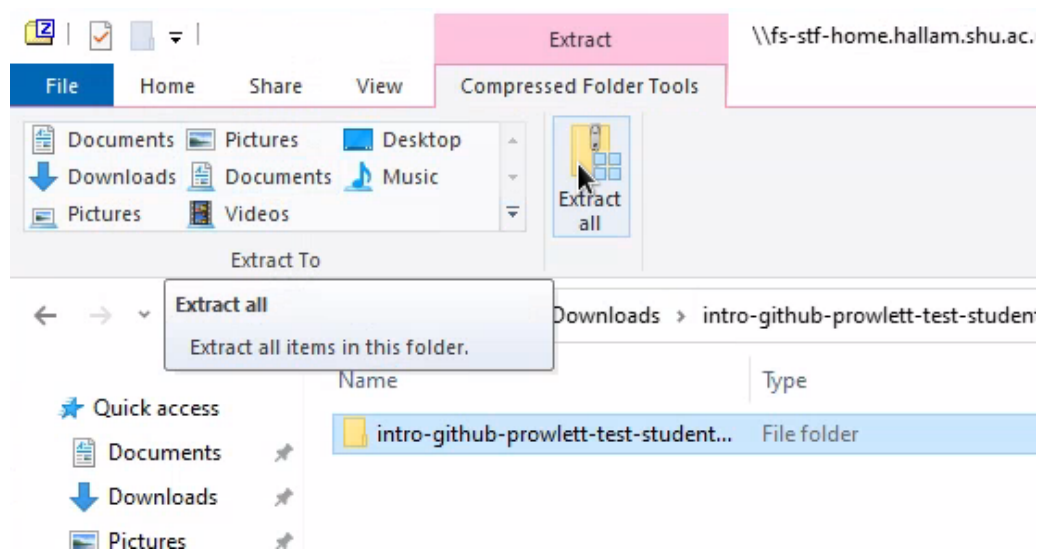 Z
Extract
\\fs-stf-home.hallam.shu.ac.
File Home Share View Compressed Folder Tools
Documents Pictures Desktop
Downloads Documents Music
Pictures Videos
Extract all
Extract To
Extract all
Extract all items in this folder.
Downloads > intro-github-prowlett-test-studen
Name Type
Quick access
intro-github-prowlett-test-student... File folder
Documents
Downloads
Pictures